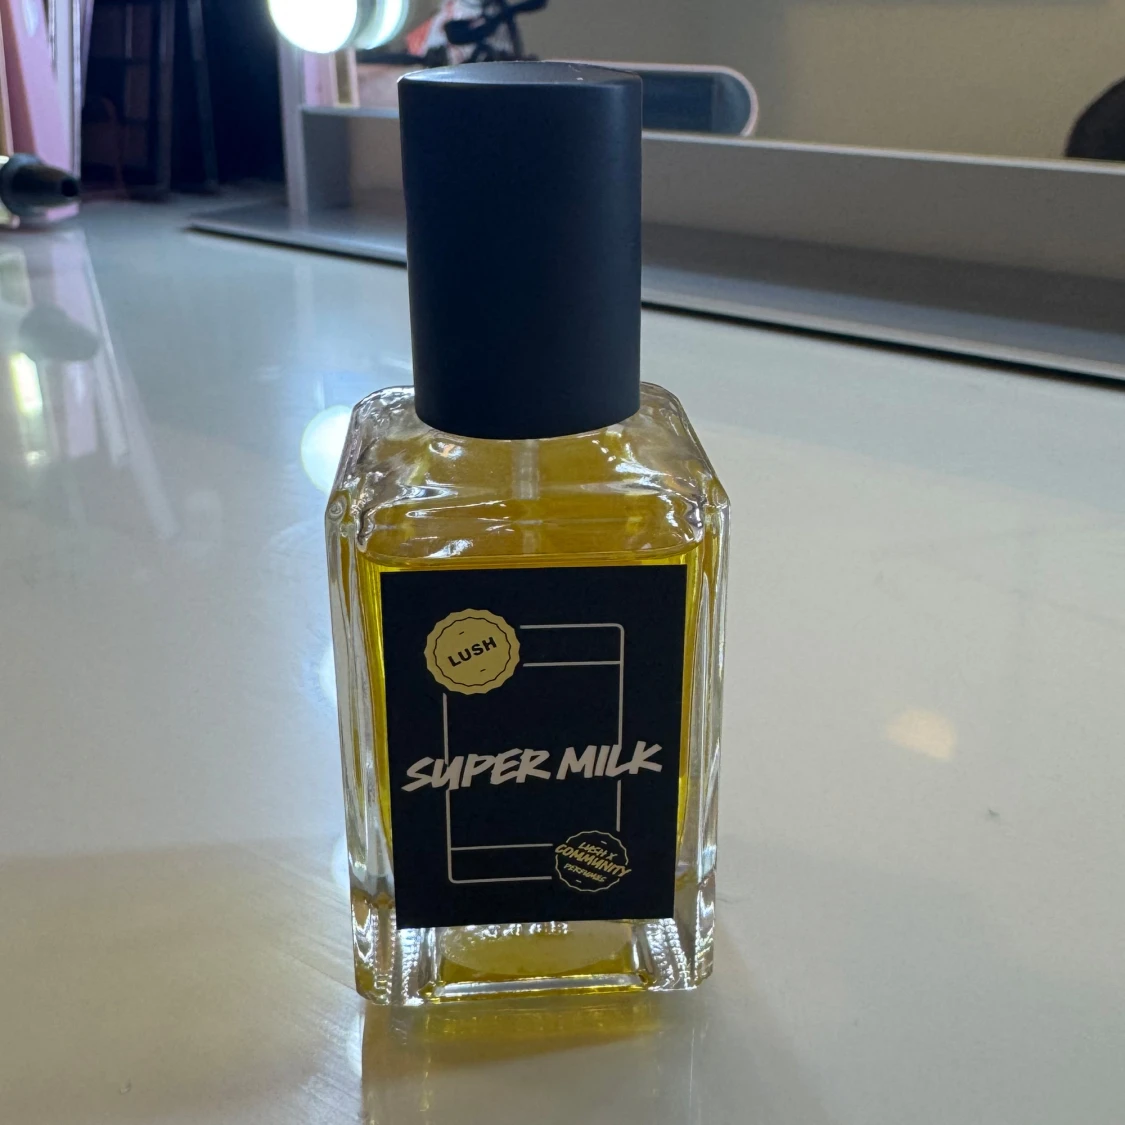 LUSH
SUPER MILK
LUSH X
COMMUNITY
PERFUMES